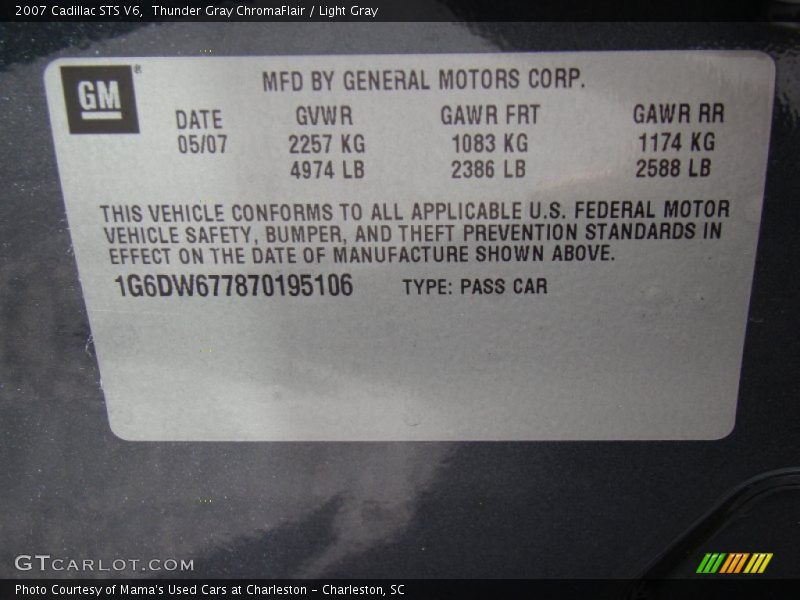 2007 Cadillac STS V6,  Thunder Gray ChromaFlair / Light Gray
GM®
MFD BY GENERAL MOTORS CORP.
DATE GVWR GAWR FRT GAWR RR
05/07 2257 KG 1083 KG 1174 KG
4974 LB 2386 LB 2588 LB
THIS VEHICLE CONFORMS TO ALL APPLICABLE U.S. FEDERAL MOTOR
VEHICLE SAFETY, BUMPER, AND THEFT PREVENTION STANDARDS IN
EFFECT ON THE DATE OF MANUFACTURE SHOWN ABOVE.
1G6DW677870195106 TYPE: PASS CAR
GTCARLOT.COM
Photo Courtesy of Mama's Used Cars at Charleston - Charleston, SC